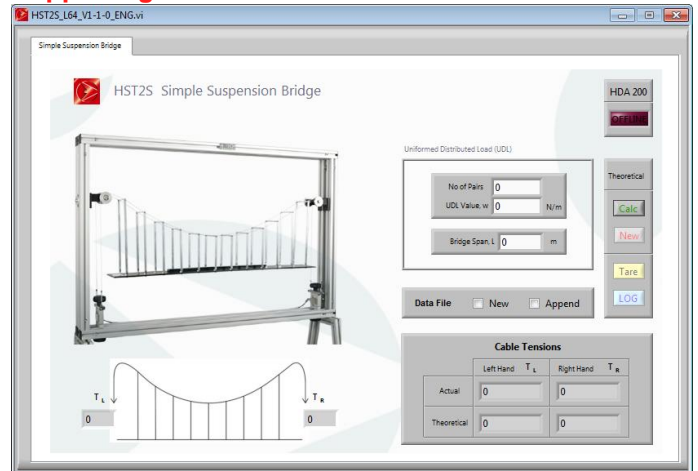 HST2S_L64_V1-1-0_ENG.vi
Simple Suspension Bridge
HST2S Simple Suspension Bridge
HDA 200
OFFLINE
Uniformed Distributed Load (UDL)
No of Pairs 0
UDL Value, w 0 N/m
Bridge Span, L 0 m
Theoretical
Calc
New
Tare
LOG
Data File New Append
Cable Tensions
Left Hand T L Right Hand T R
Actual 0 0
Theoretical 0 0
T L T R
0 0